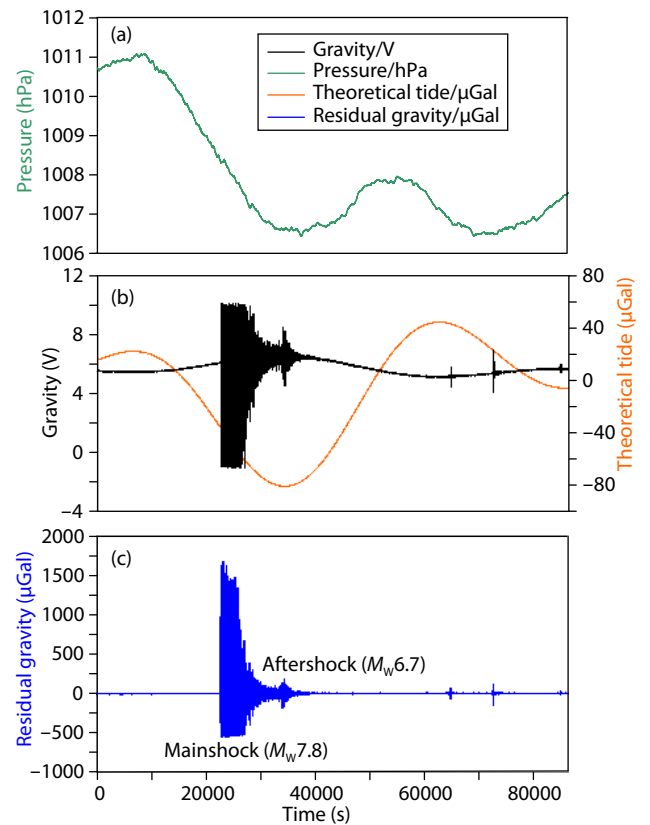 (a)
Gravity/V
Pressure/hPa
Theoretical tide/μGal
Residual gravity/μGal
Pressure (hPa)
1011
1011
1010
1009
1008
1007
1006
(b)
Gravity (V)
12
8
4
0
−4
Theoretical tide (μGal)
80
40
0
−40
−80
(c)
Residual gravity (μGal)
2000
1500
1000
500
0
−500
−1000
Aftershock (MW6.7)
Mainshock (MW7.8)
0
20000
40000
60000
80000
Time (s)